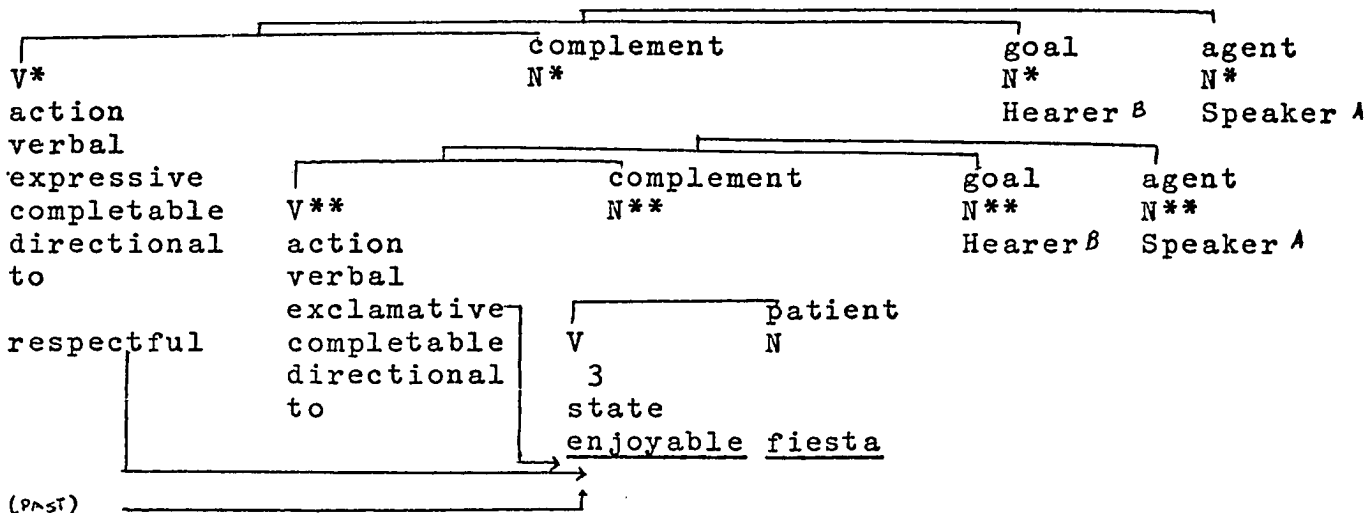 complement goal agent
V* N* N* N*
action Hearer B Speaker A
verbal
expressive complement goal agent
completable V** N** N** N**
directional action Hearer B Speaker A
to verbal
exclamative patient
respectful completable V N
directional 3
to state
enjoyable fiesta
(PAST)